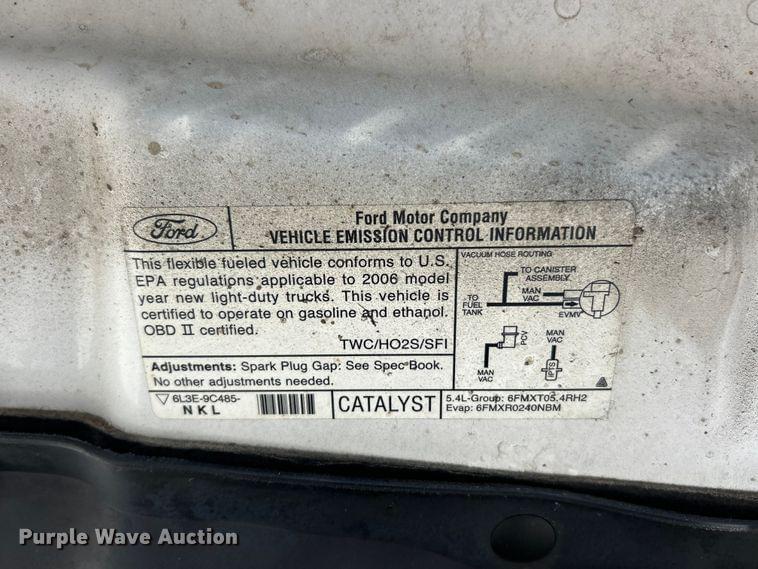 Purple Wave Auction
Ford
Ford Motor Company
VEHICLE EMISSION CONTROL INFORMATION
This flexible fueled vehicle conforms to U.S.
EPA regulations applicable to 2006 model
year new light-duty trucks. This vehicle is
certified to operate on gasoline and ethanol.
OBD II certified.
TWC/HO2S/SFI
Adjustments: Spark Plug Gap: See Spec Book.
No other adjustments needed.
VACUUM HOSE ROUTING
TO CANISTER
ASSEMBLY
TO
FUEL
TANK
MAN
VAC
EVMV
PCV
MAN
VAC
MAN
VAC
IPTS
6L3E-9C485-
NKL
CATALYST
5.4L-Group: 6FMXT05.4RH2
Evap: 6FMXR0240NBM
Purple Wave Auction